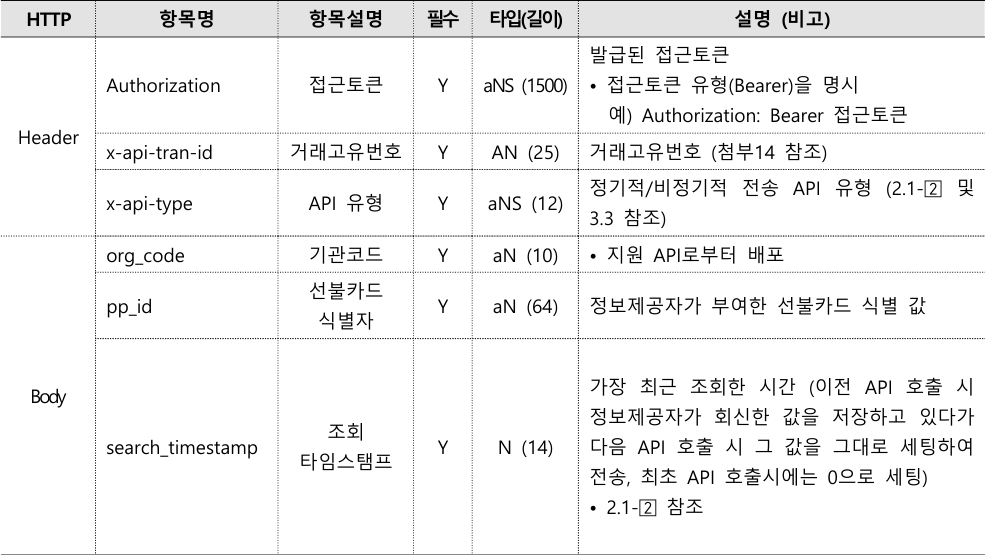 HTTP 항목명 항목설명 필수 타입(길이) 설명 (비고)
Header
Authorization 접근토큰 Y aNS (1500)
발급된 접근토큰
• 접근토큰 유형(Bearer)을 명시
예) Authorization: Bearer 접근토큰
x-api-tran-id 거래고유번호 Y AN (25) 거래고유번호 (첨부14 참조)
x-api-type API 유형 Y aNS (12)
정기적/비정기적 전송 API 유형 (2.1-② 및
3.3 참조)
Body
org_code 기관코드 Y aN (10) • 지원 API로부터 배포
pp_id
선불카드
식별자
Y aN (64) 정보제공자가 부여한 선불카드 식별 값
search_timestamp
조회
타임스탬프
Y N (14)
가장 최근 조회한 시간 (이전 API 호출 시
정보제공자가 회신한 값을 저장하고 있다가
다음 API 호출 시 그 값을 그대로 세팅하여
전송, 최초 API 호출시에는 0으로 세팅)
• 2.1-② 참조